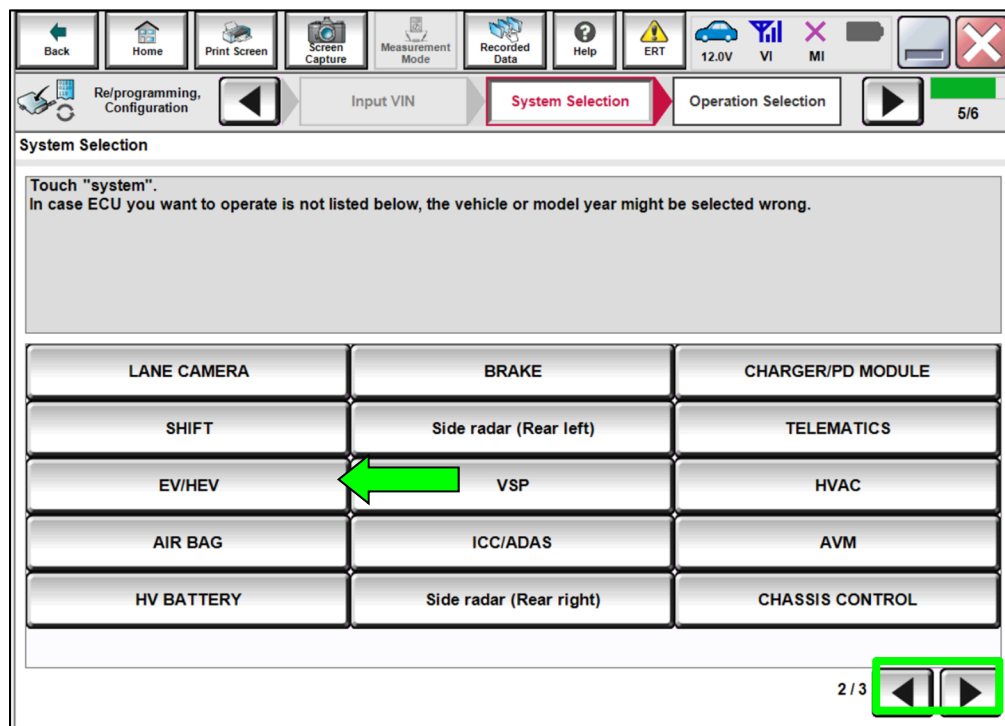 Back
Home
Print Screen
Screen Capture
Measurement Mode
Recorded Data
Help
ERT
12.0V
VI
MI
Re/programming, Configuration
Input VIN
System Selection
Operation Selection
5/6
System Selection
Touch "system".
In case ECU you want to operate is not listed below, the vehicle or model year might be selected wrong.
LANE CAMERA
BRAKE
CHARGER/PD MODULE
SHIFT
Side radar (Rear left)
TELEMATICS
EV/HEV
VSP
HVAC
AIR BAG
ICC/ADAS
AVM
HV BATTERY
Side radar (Rear right)
CHASSIS CONTROL
2 / 3